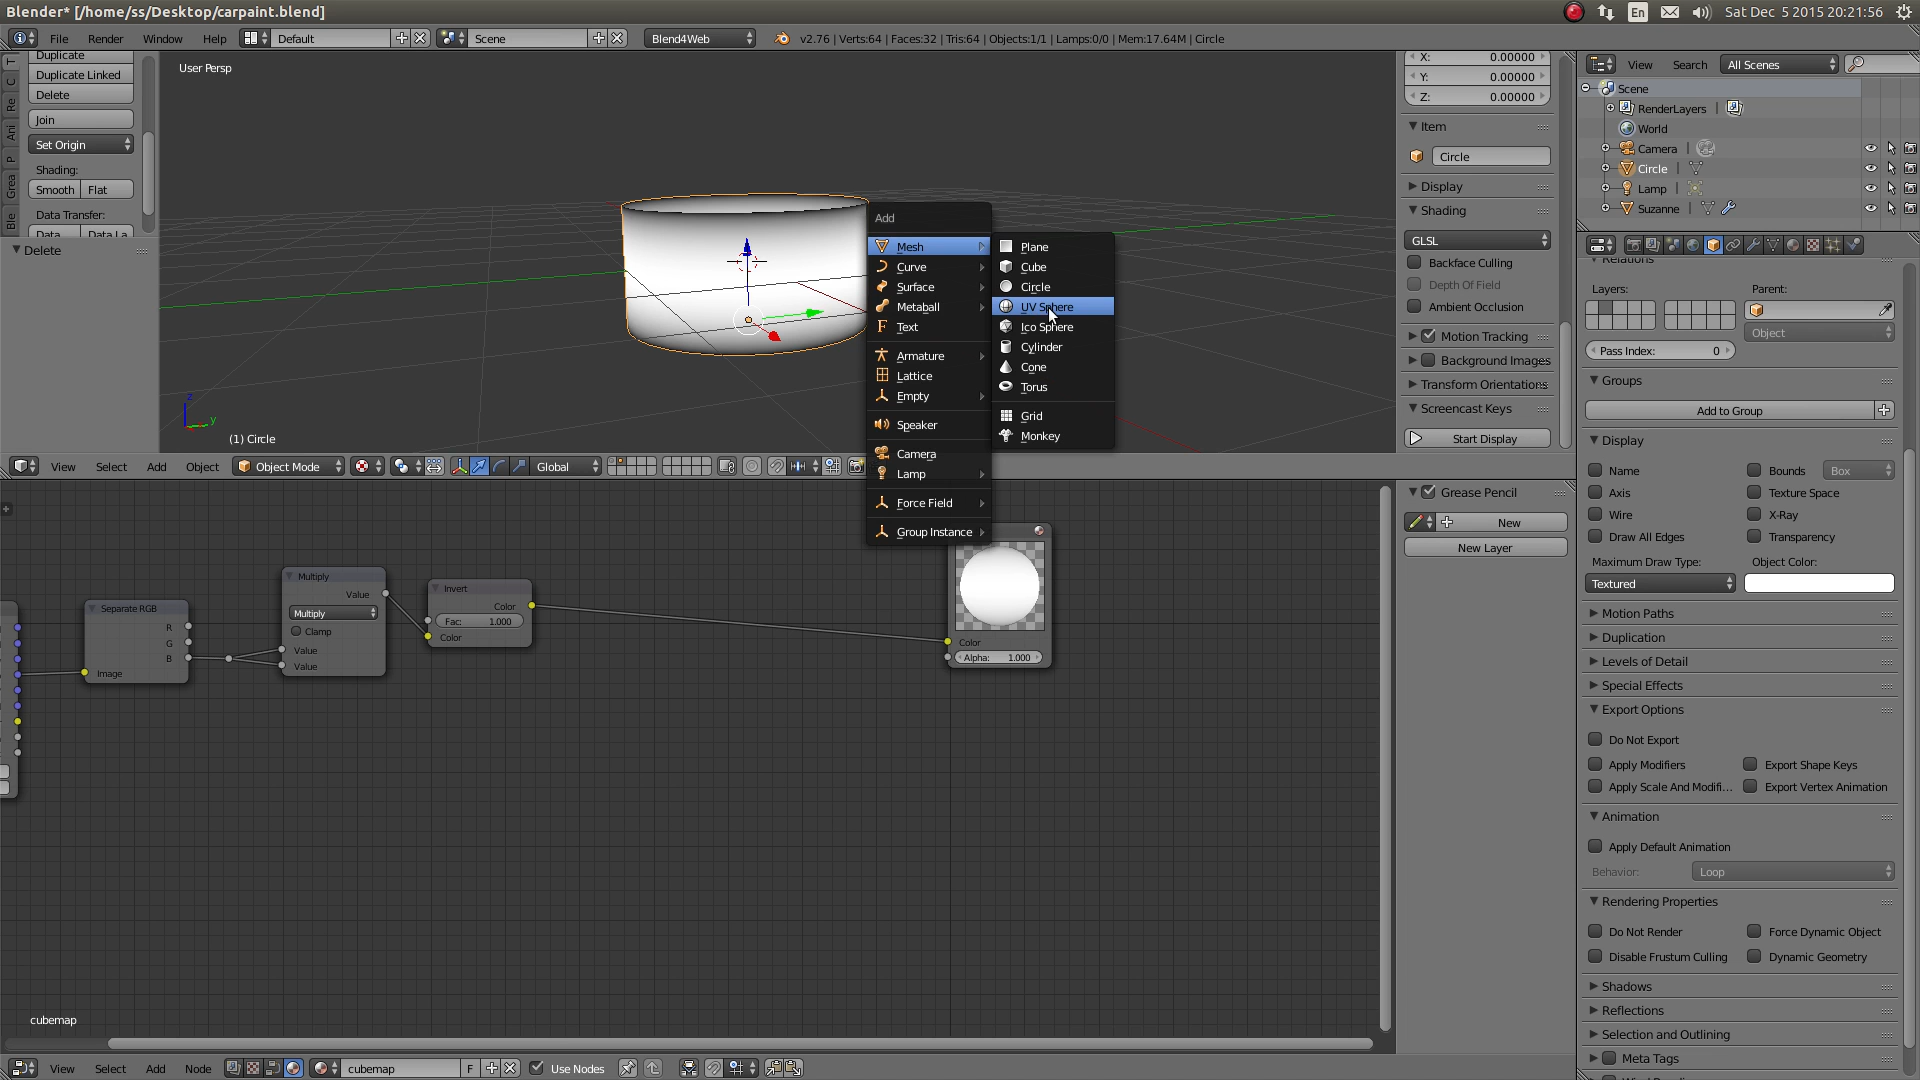 Blender* [/home/ss/Desktop/carpaint.blend]
En
Sat Dec 5 2015 20:21:56
File Render Window Help
Default
Scene
Blend4Web
v2.76 | Verts:64 | Faces:32 | Tris:64 | Objects:1/1 | Lamps:0/0 | Mem:17.64M | Circle
T
C
Re
Ani
P
Grea
Ble
Duplicate
Duplicate Linked
Delete
Join
Set Origin
Shading:
Smooth Flat
Data Transfer:
Data Data La
Delete
User Persp
z
y
(1) Circle
Add
Mesh
Curve
Surface
Metaball
Text
Armature
Lattice
Empty
Speaker
Camera
Lamp
Force Field
Group Instance
Plane
Cube
Circle
UV Sphere
Ico Sphere
Cylinder
Cone
Torus
Grid
Monkey
X: 0.00000
Y: 0.00000
Z: 0.00000
Item
Circle
Display
Shading
GLSL
Backface Culling
Depth Of Field
Ambient Occlusion
Motion Tracking
Background Images
Transform Orientations
Screencast Keys
Start Display
View Search All Scenes
Scene
RenderLayers
World
Camera
Circle
Lamp
Suzanne
Relations
Layers:
Parent:
Object
Pass Index: 0
Groups
Add to Group
Display
Name
Bounds Box
Axis
Texture Space
Wire
X-Ray
Draw All Edges
Transparency
Maximum Draw Type:
Object Color:
Textured
Motion Paths
Duplication
Levels of Detail
Special Effects
Export Options
Do Not Export
Apply Modifiers
Export Shape Keys
Apply Scale And Modifi...
Export Vertex Animation
Animation
Apply Default Animation
Behavior: Loop
Rendering Properties
Do Not Render
Force Dynamic Object
Disable Frustum Culling
Dynamic Geometry
Shadows
Reflections
Selection and Outlining
Meta Tags
View Select Add Object
Object Mode
Global
Grease Pencil
New
New Layer
Separate RGB
R
G
B
Image
Multiply
Value
Multiply
Clamp
Value
Value
Invert
Color
Fac: 1.000
Color
Color
Alpha: 1.000
cubemap
View Select Add Node
cubemap
F
Use Nodes